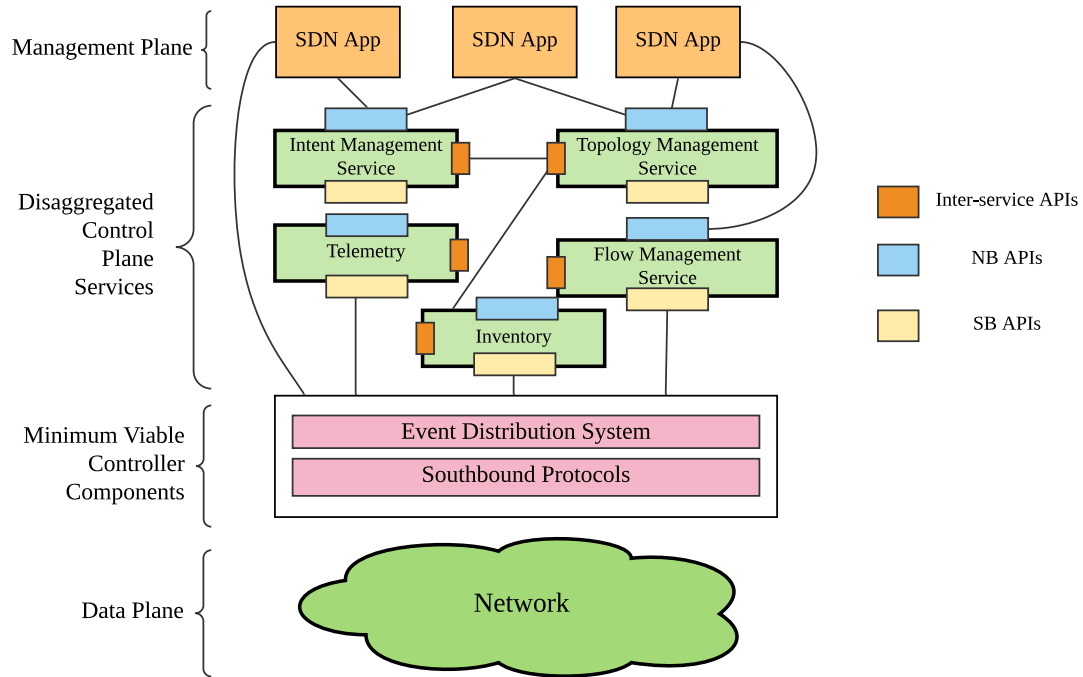 Management Plane
SDN App
SDN App
SDN App
Disaggregated
Control
Plane
Services
Intent Management
Service
Topology Management
Service
Telemetry
Flow Management
Service
Inventory
Inter-service APIs
NB APIs
SB APIs
Minimum Viable
Controller
Components
Event Distribution System
Southbound Protocols
Data Plane
Network